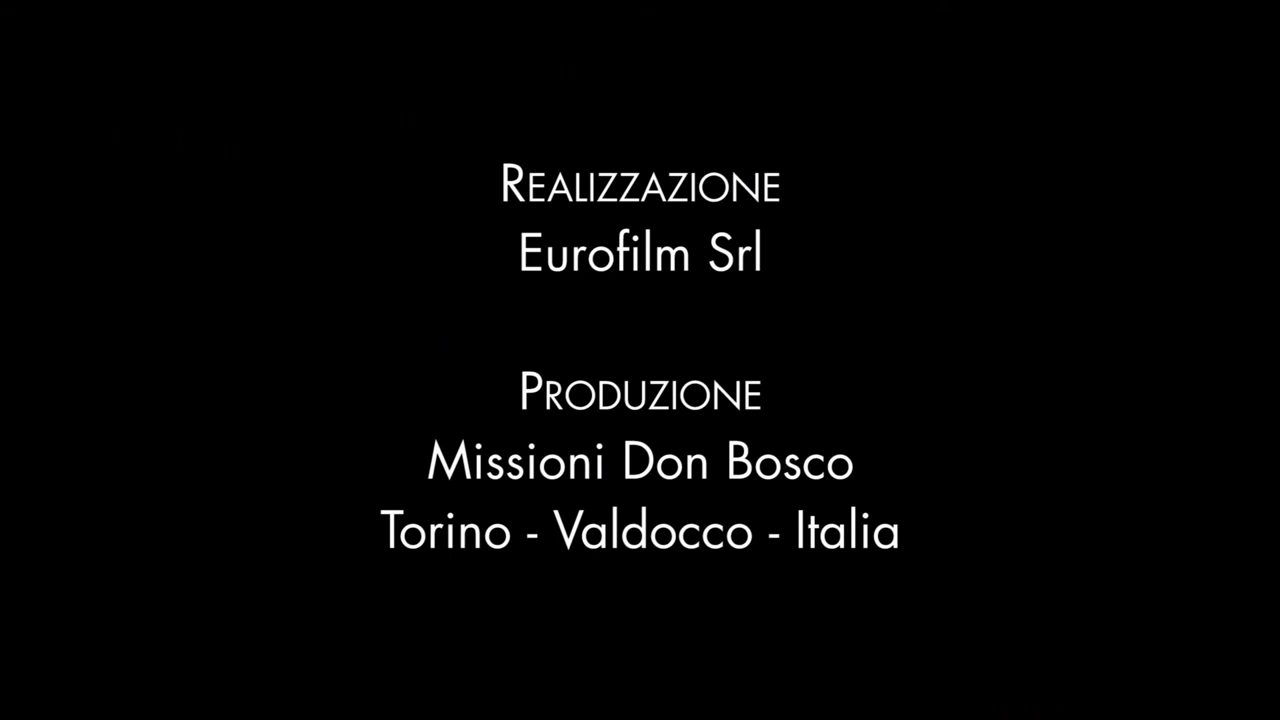 REALIZZAZIONE
Eurofilm Srl
PRODUZIONE
Missioni Don Bosco
Torino - Valdocco - Italia